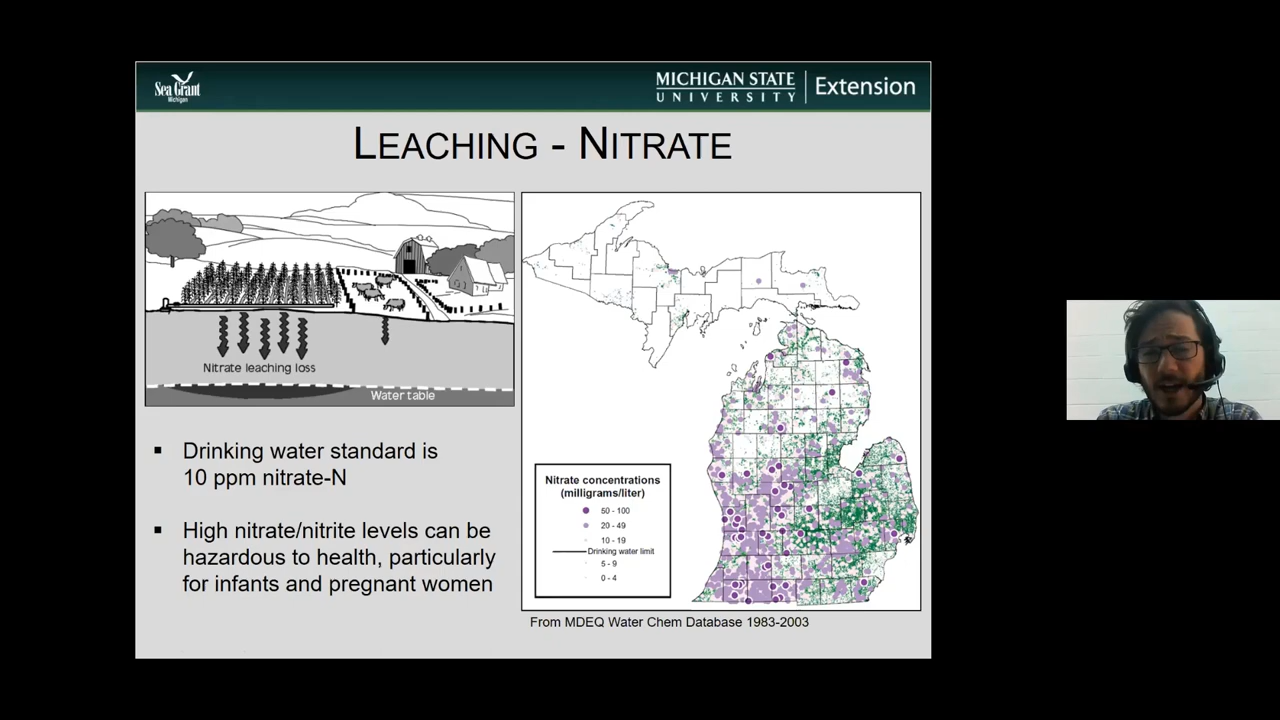 Sea Grant
Michigan
MICHIGAN STATE
UNIVERSITY
Extension
LEACHING - NITRATE
Nitrate leaching loss
Water table
▪ Drinking water standard is
10 ppm nitrate-N
▪ High nitrate/nitrite levels can be
hazardous to health, particularly
for infants and pregnant women
Nitrate concentrations
(milligrams/liter)
50 - 100
20 - 49
10 - 19
Drinking water limit
5 - 9
0 - 4
From MDEQ Water Chem Database 1983-2003